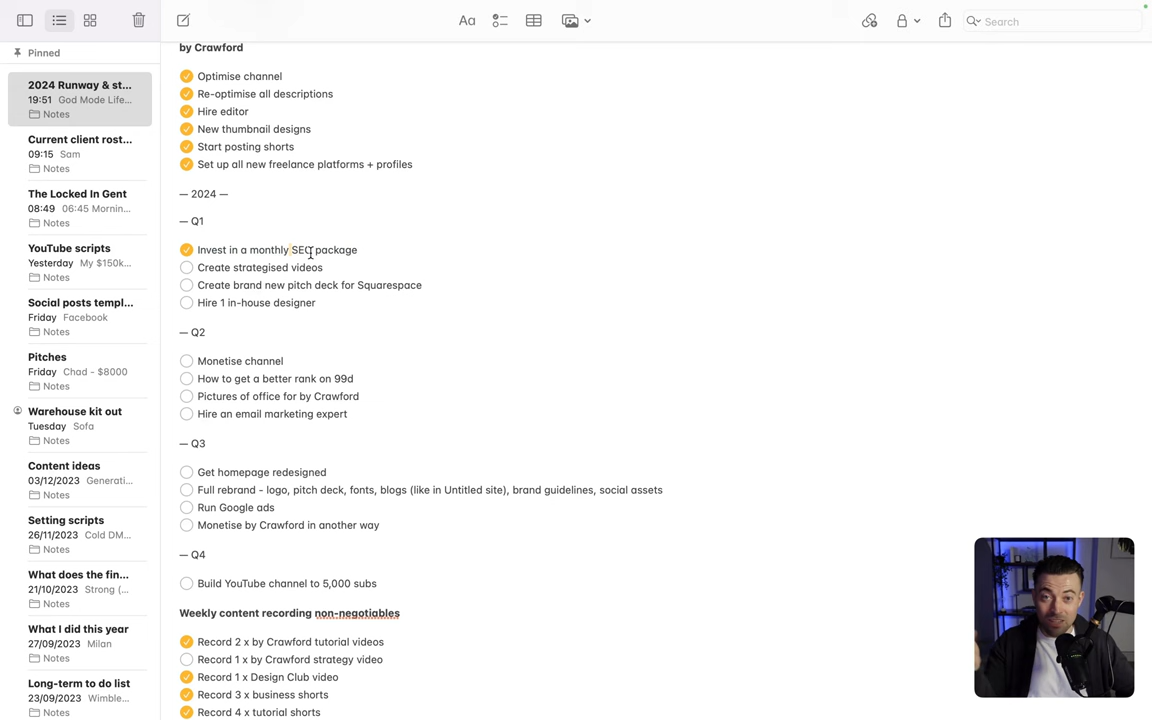 Aa
Search
Pinned
2024 Runway & st...
19:51 God Mode Life...
Notes
Current client rost...
09:15 Sam
Notes
The Locked In Gent
08:49 06:45 Mornin...
Notes
YouTube scripts
Yesterday My $150k...
Notes
Social posts templ...
Friday Facebook
Notes
Pitches
Friday Chad - $8000
Notes
Warehouse kit out
Tuesday Sofa
Notes
Content ideas
03/12/2023 Generati...
Notes
Setting scripts
26/11/2023 Cold DM...
Notes
What does the fin...
21/10/2023 Strong (...
Notes
What I did this year
27/09/2023 Milan
Notes
Long-term to do list
23/09/2023 Wimble...
Notes
by Crawford
Optimise channel
Re-optimise all descriptions
Hire editor
New thumbnail designs
Start posting shorts
Set up all new freelance platforms + profiles
— 2024 —
— Q1
Invest in a monthly SEO package
Create strategised videos
Create brand new pitch deck for Squarespace
Hire 1 in-house designer
— Q2
Monetise channel
How to get a better rank on 99d
Pictures of office for by Crawford
Hire an email marketing expert
— Q3
Get homepage redesigned
Full rebrand - logo, pitch deck, fonts, blogs (like in Untitled site), brand guidelines, social assets
Run Google ads
Monetise by Crawford in another way
— Q4
Build YouTube channel to 5,000 subs
Weekly content recording non-negotiables
Record 2 x by Crawford tutorial videos
Record 1 x by Crawford strategy video
Record 1 x Design Club video
Record 3 x business shorts
Record 4 x tutorial shorts